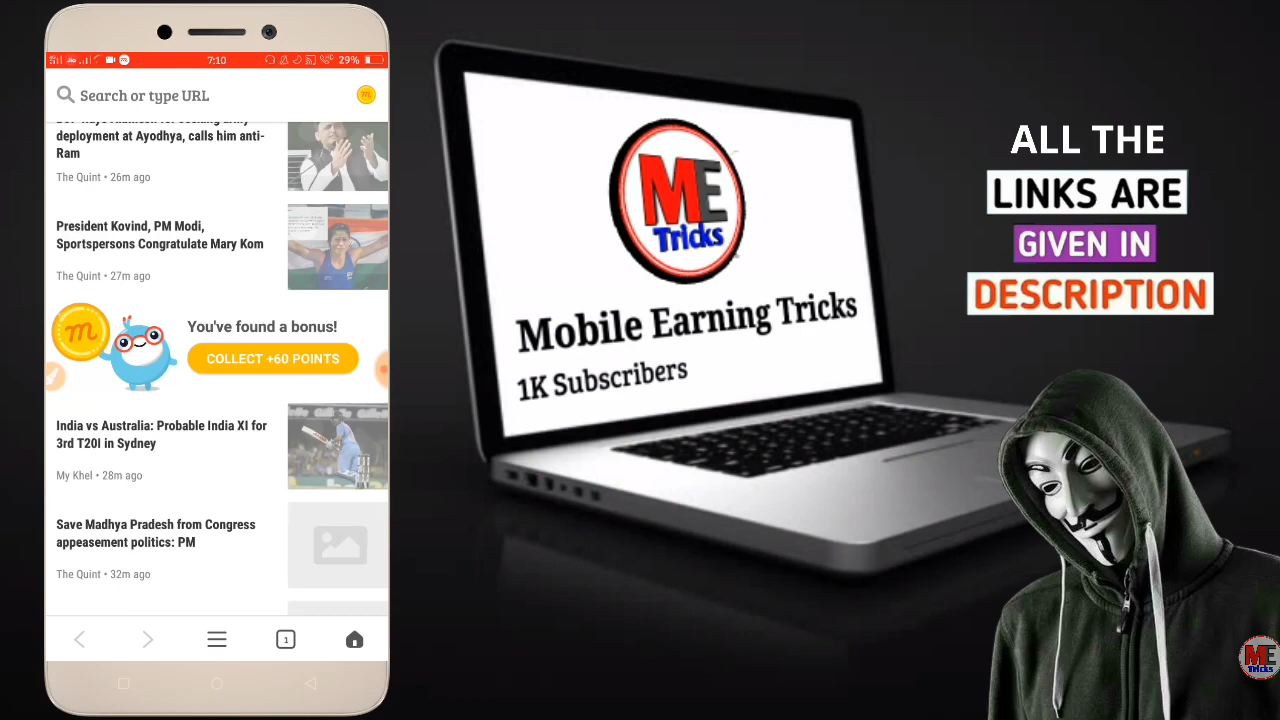 7:10
29%
Search or type URL
m
deployment at Ayodhya, calls him anti-
Ram
The Quint • 26m ago
President Kovind, PM Modi,
Sportspersons Congratulate Mary Kom
The Quint • 27m ago
m
You've found a bonus!
COLLECT +60 POINTS
India vs Australia: Probable India XI for
3rd T20I in Sydney
My Khel • 28m ago
Save Madhya Pradesh from Congress
appeasement politics: PM
The Quint • 32m ago
1
ME
Tricks
Mobile Earning Tricks
1K Subscribers
ALL THE
LINKS ARE
GIVEN IN
DESCRIPTION
ME
Tricks